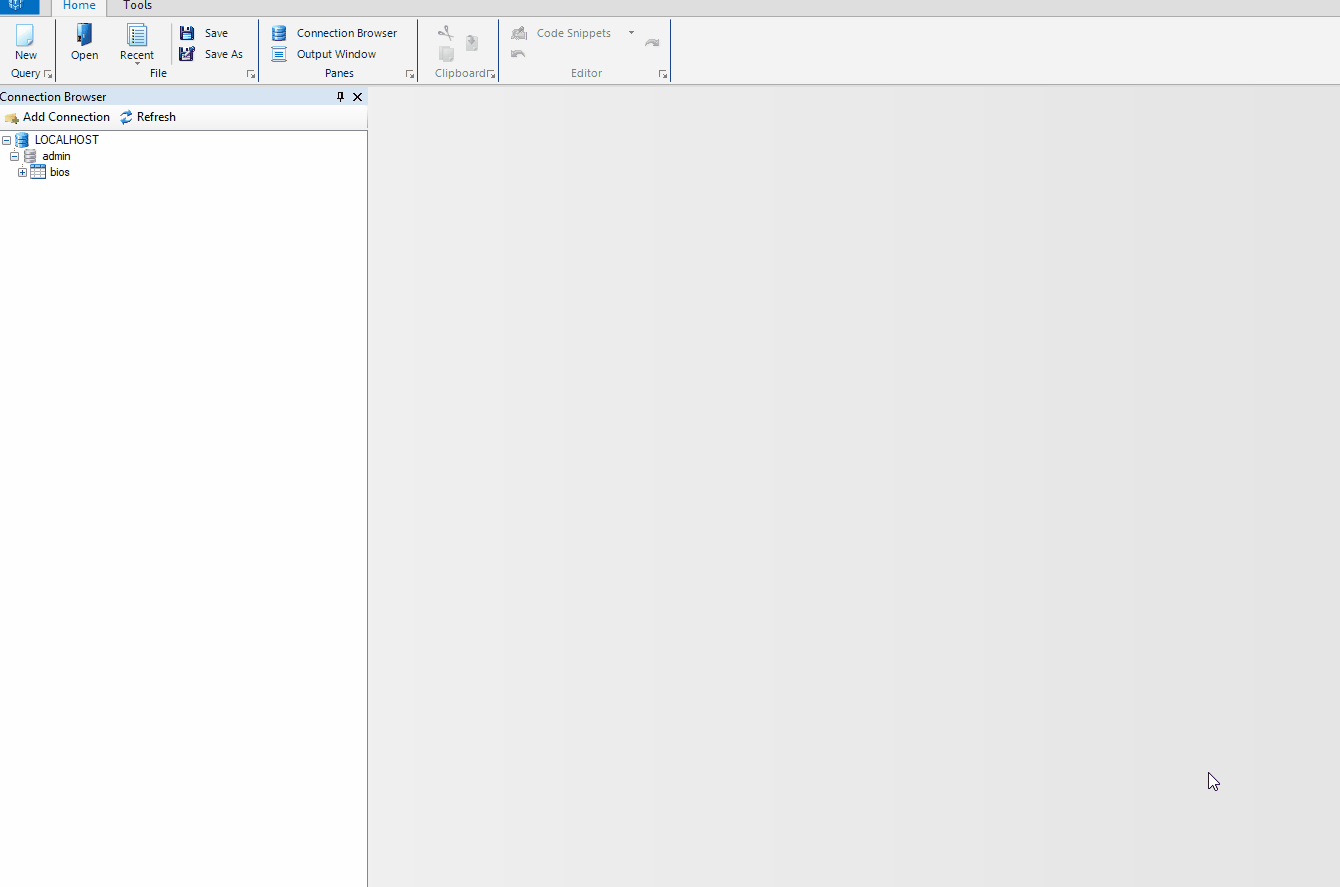 Home Tools
New Open Recent Save Save As Connection Browser Output Window Code Snippets
Query File Panes Clipboard Editor
Connection Browser
Add Connection Refresh
LOCALHOST
admin
bios